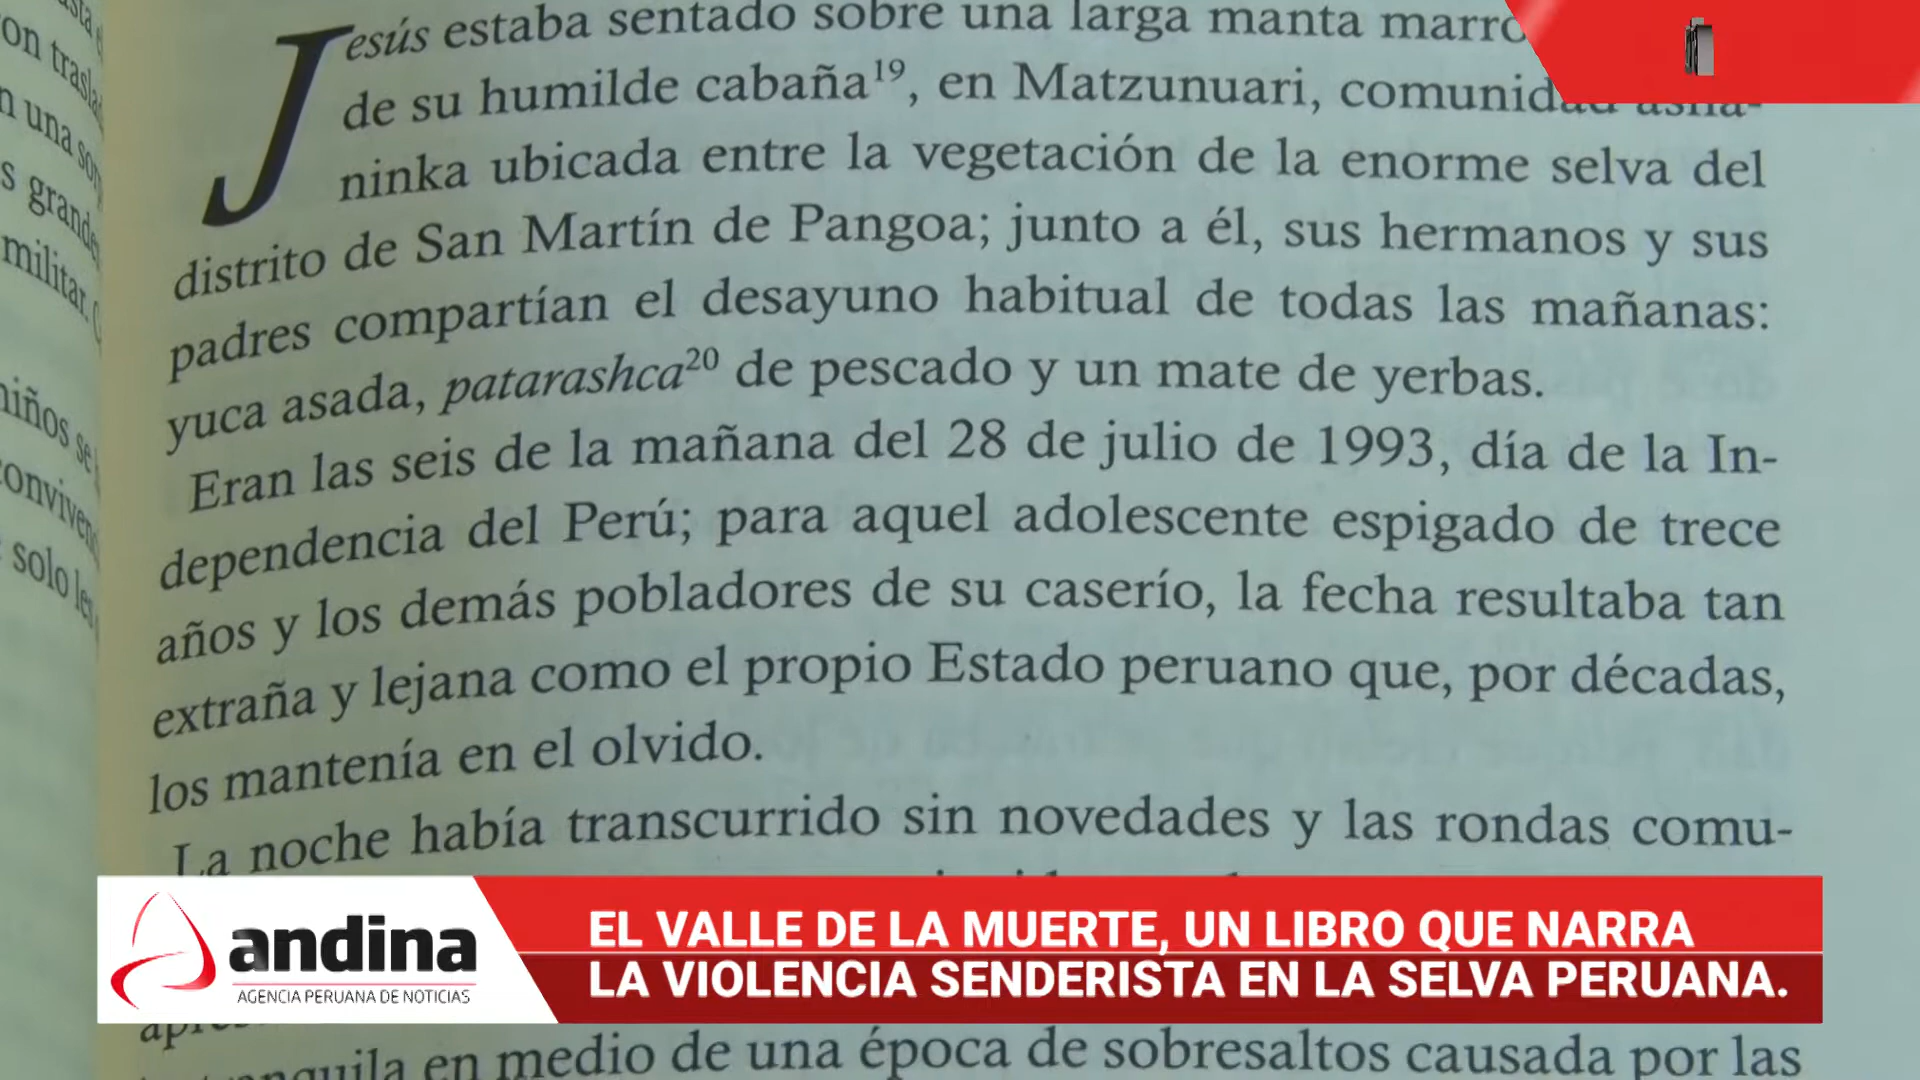 Jesús estaba sentado sobre una larga manta
de su humilde cabaña19, en Matzunuari,
ninka ubicada entre la vegetación de la enorme selva del
distrito de San Martín de Pangoa; junto a él, sus hermanos y sus
padres compartían el desayuno habitual de todas las mañanas:
yuca asada, patarashca20 de pescado y un mate de yerbas.
Eran las seis de la mañana del 28 de julio de 1993, día de la In-
dependencia del Perú; para aquel adolescente espigado de trece
años y los demás pobladores de su caserío, la fecha resultaba tan
extraña y lejana como el propio Estado peruano que, por décadas,
los mantenía en el olvido.
La noche había transcurrido sin novedades y las rondas comu-
en medio de una época de sobresaltos causada por las
on
una
s
militar.
niños se
solo
andina
AGENCIA PERUANA DE NOTICIAS
EL VALLE DE LA MUERTE, UN LIBRO QUE NARRA
LA VIOLENCIA SENDERISTA EN LA SELVA PERUANA.